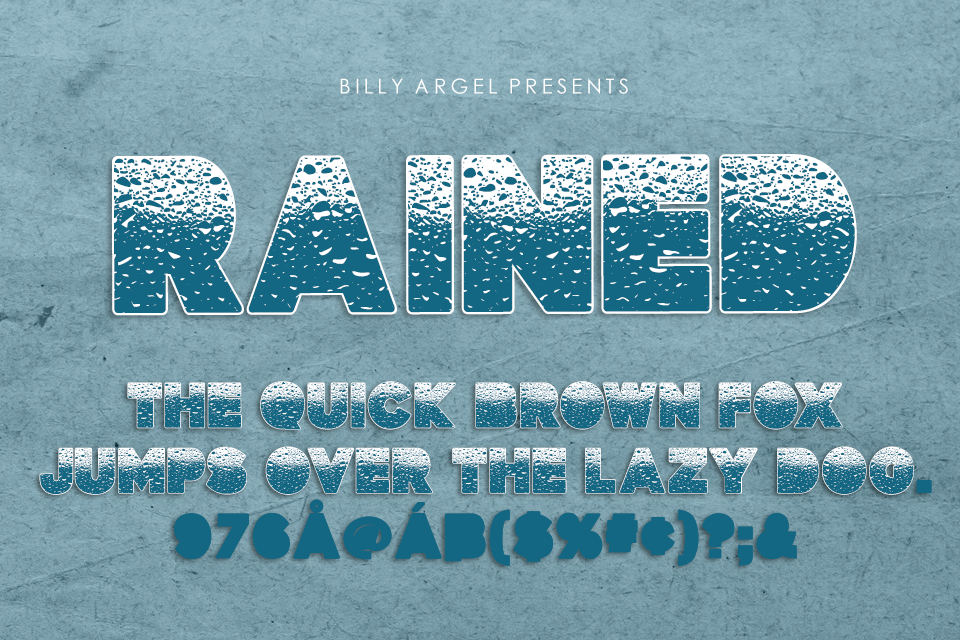 BILLY ARGEL PRESENTS
RAINED
THE QUICK BROWN FOX
JUMPS OVER THE LAZY DOG.
976Å@ÁB($%#¢)?;&